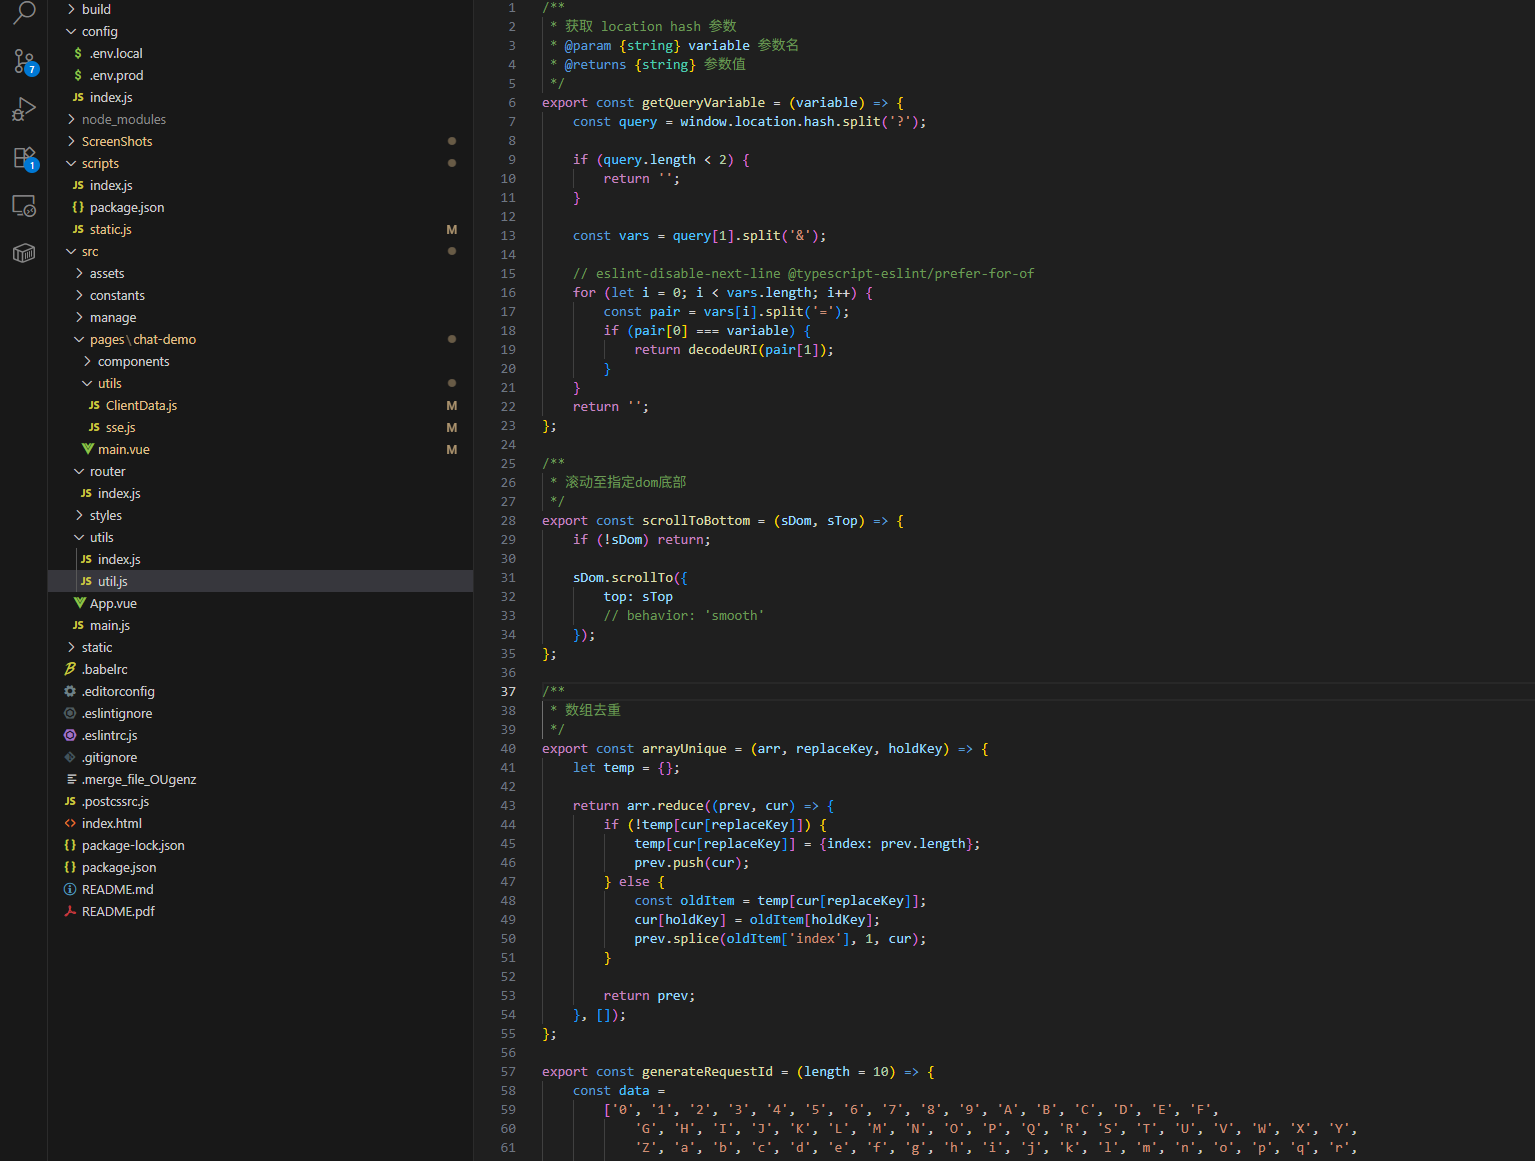 build
config
.env.local
.env.prod
index.js
node_modules
ScreenShots
scripts
index.js
package.json
static.js M
src
assets
constants
manage
pages\chat-demo
components
utils
ClientData.js M
sse.js M
main.vue M
router
index.js
styles
utils
index.js
util.js
App.vue
main.js
static
.babelrc
.editorconfig
.eslintignore
.eslintrc.js
.gitignore
.merge_file_OUgenz
.postcssrc.js
index.html
package-lock.json
package.json
README.md
README.pdf
7
1
1 /**
2 * 获取 location hash 参数
3 * @param {string} variable 参数名
4 * @returns {string} 参数值
5 */
6 export const getQueryVariable = (variable) => {
7 const query = window.location.hash.split('?');
8
9 if (query.length < 2) {
10 return '';
11 }
12
13 const vars = query[1].split('&');
14
15 // eslint-disable-next-line @typescript-eslint/prefer-for-of
16 for (let i = 0; i < vars.length; i++) {
17 const pair = vars[i].split('=');
18 if (pair[0] === variable) {
19 return decodeURI(pair[1]);
20 }
21 }
22 return '';
23 };
24
25 /**
26 * 滚动至指定dom底部
27 */
28 export const scrollToBottom = (sDom, sTop) => {
29 if (!sDom) return;
30
31 sDom.scrollTo({
32 top: sTop
33 // behavior: 'smooth'
34 });
35 };
36
37 /**
38 * 数组去重
39 */
40 export const arrayUnique = (arr, replaceKey, holdKey) => {
41 let temp = {};
42
43 return arr.reduce((prev, cur) => {
44 if (!temp[cur[replaceKey]]) {
45 temp[cur[replaceKey]] = {index: prev.length};
46 prev.push(cur);
47 } else {
48 const oldItem = temp[cur[replaceKey]];
49 cur[holdKey] = oldItem[holdKey];
50 prev.splice(oldItem['index'], 1, cur);
51 }
52
53 return prev;
54 }, []);
55 };
56
57 export const generateRequestId = (length = 10) => {
58 const data =
59 ['0', '1', '2', '3', '4', '5', '6', '7', '8', '9', 'A', 'B', 'C', 'D', 'E', 'F',
60 'G', 'H', 'I', 'J', 'K', 'L', 'M', 'N', 'O', 'P', 'Q', 'R', 'S', 'T', 'U', 'V', 'W', 'X', 'Y',
61 'Z', 'a', 'b', 'c', 'd', 'e', 'f', 'g', 'h', 'i', 'j', 'k', 'l', 'm', 'n', 'o', 'p', 'q', 'r',